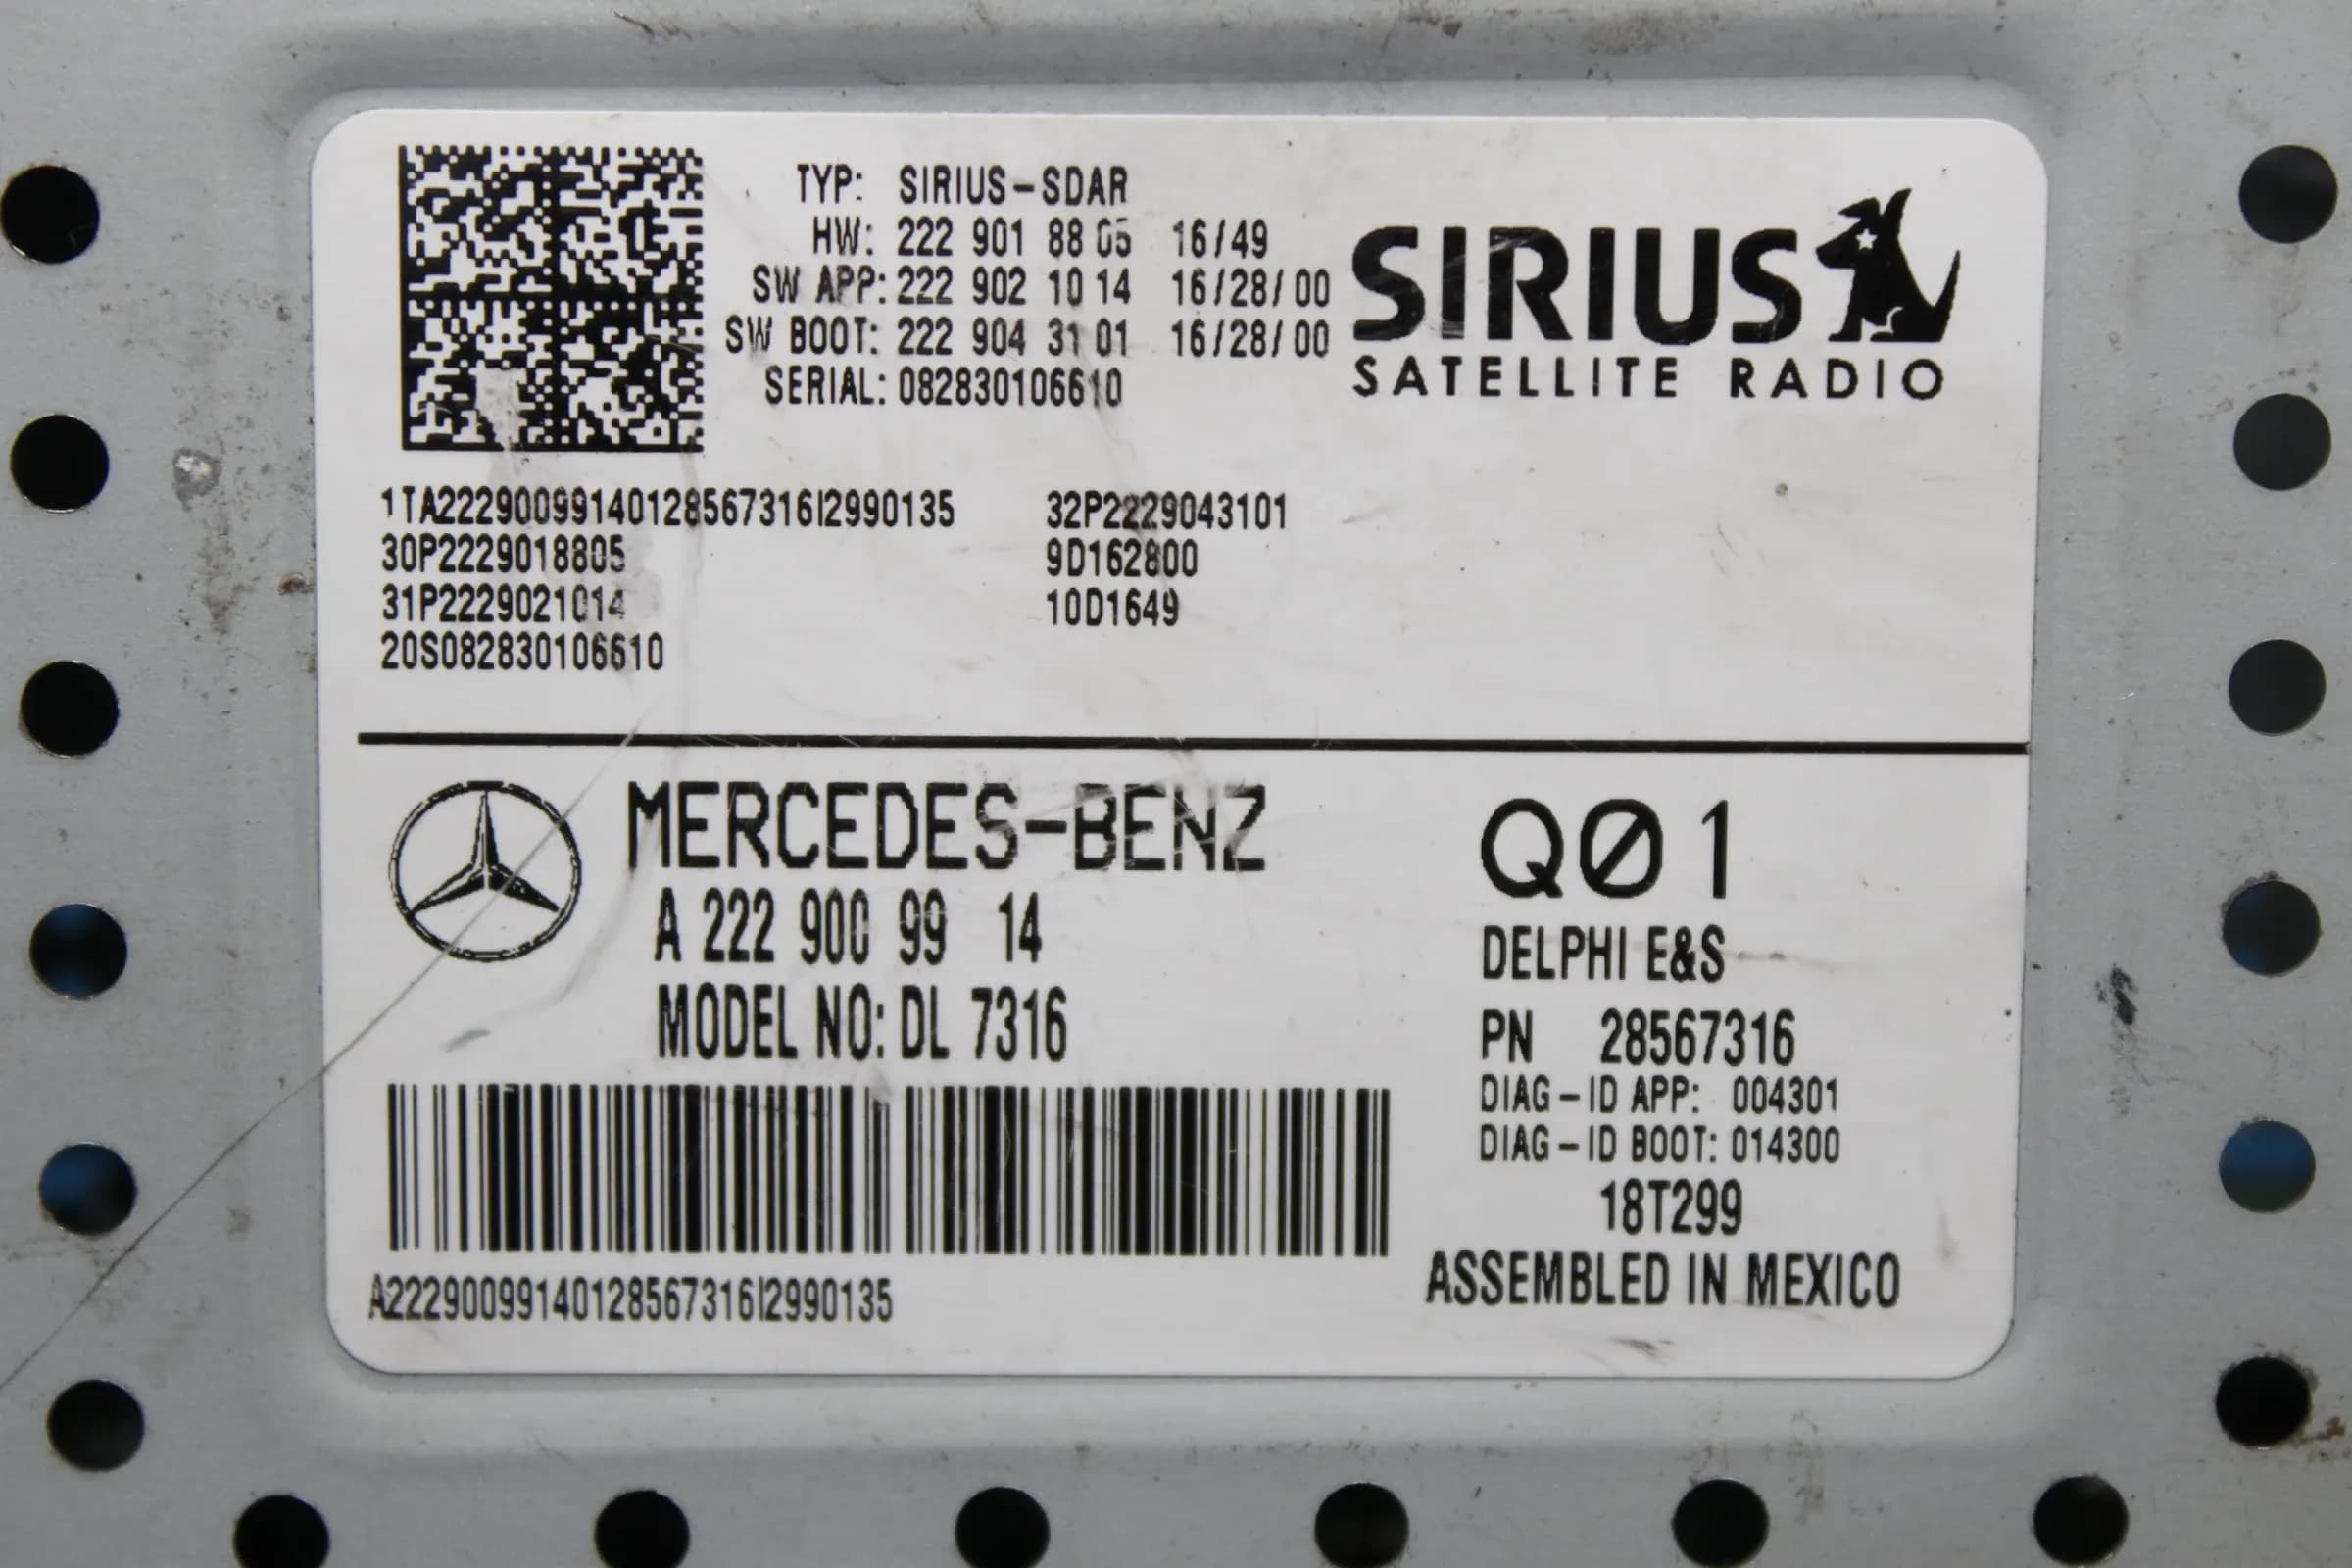 TYP: SIRIUS-SDAR
HW: 222 901 88 05 16/49
SW APP: 222 902 10 14 16/28/00
SW BOOT: 222 904 31 01 16/28/00
SERIAL: 082830106610
SIRIUS
SATELLITE RADIO
1TA22290099140128567316I2990135
30P2229018805
31P2229021014
20S082830106610
32P2229043101
9D162800
10D1649
MERCEDES-BENZ
A 222 900 99 14
MODEL NO: DL 7316
A22290099140128567316I2990135
QØ1
DELPHI E&S
PN 28567316
DIAG-ID APP: 004301
DIAG-ID BOOT: 014300
18T299
ASSEMBLED IN MEXICO